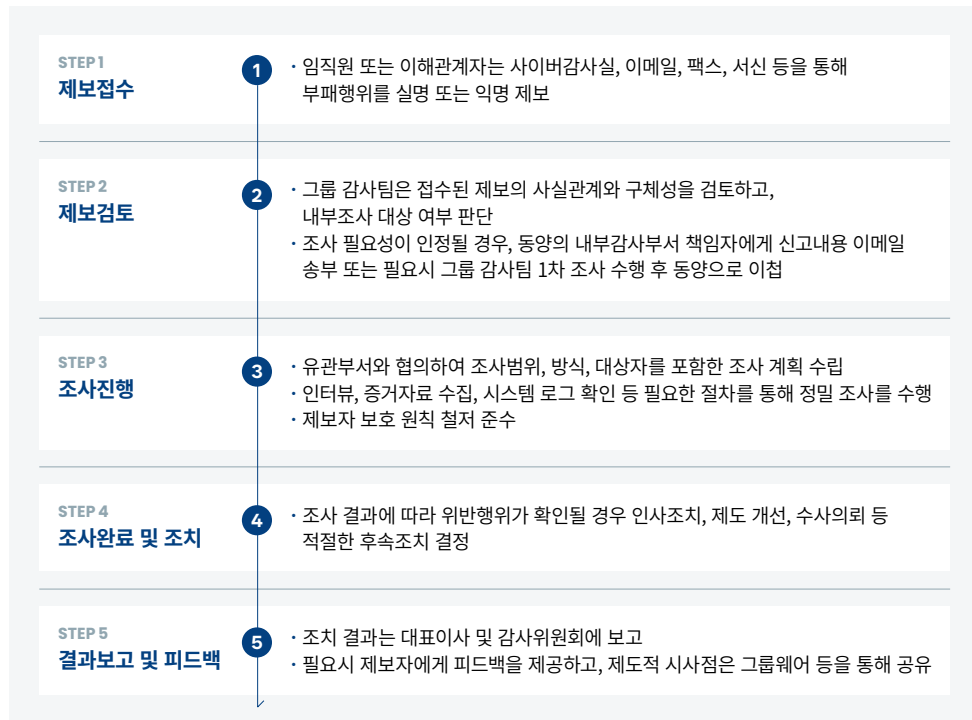 STEP 1
제보접수
1
· 임직원 또는 이해관계자는 사이버감사실, 이메일, 팩스, 서신 등을 통해
부패행위를 실명 또는 익명 제보
STEP 2
제보검토
2
· 그룹 감사팀은 접수된 제보의 사실관계와 구체성을 검토하고,
내부조사 대상 여부 판단
· 조사 필요성이 인정될 경우, 동양의 내부감사부서 책임자에게 신고내용 이메일
송부 또는 필요시 그룹 감사팀 1차 조사 수행 후 동양으로 이첩
STEP 3
조사진행
3
· 유관부서와 협의하여 조사범위, 방식, 대상자를 포함한 조사 계획 수립
· 인터뷰, 증거자료 수집, 시스템 로그 확인 등 필요한 절차를 통해 정밀 조사를 수행
· 제보자 보호 원칙 철저 준수
STEP 4
조사완료 및 조치
4
· 조사 결과에 따라 위반행위가 확인될 경우 인사조치, 제도 개선, 수사의뢰 등
적절한 후속조치 결정
STEP 5
결과보고 및 피드백
5
· 조치 결과는 대표이사 및 감사위원회에 보고
· 필요시 제보자에게 피드백을 제공하고, 제도적 시사점은 그룹웨어 등을 통해 공유